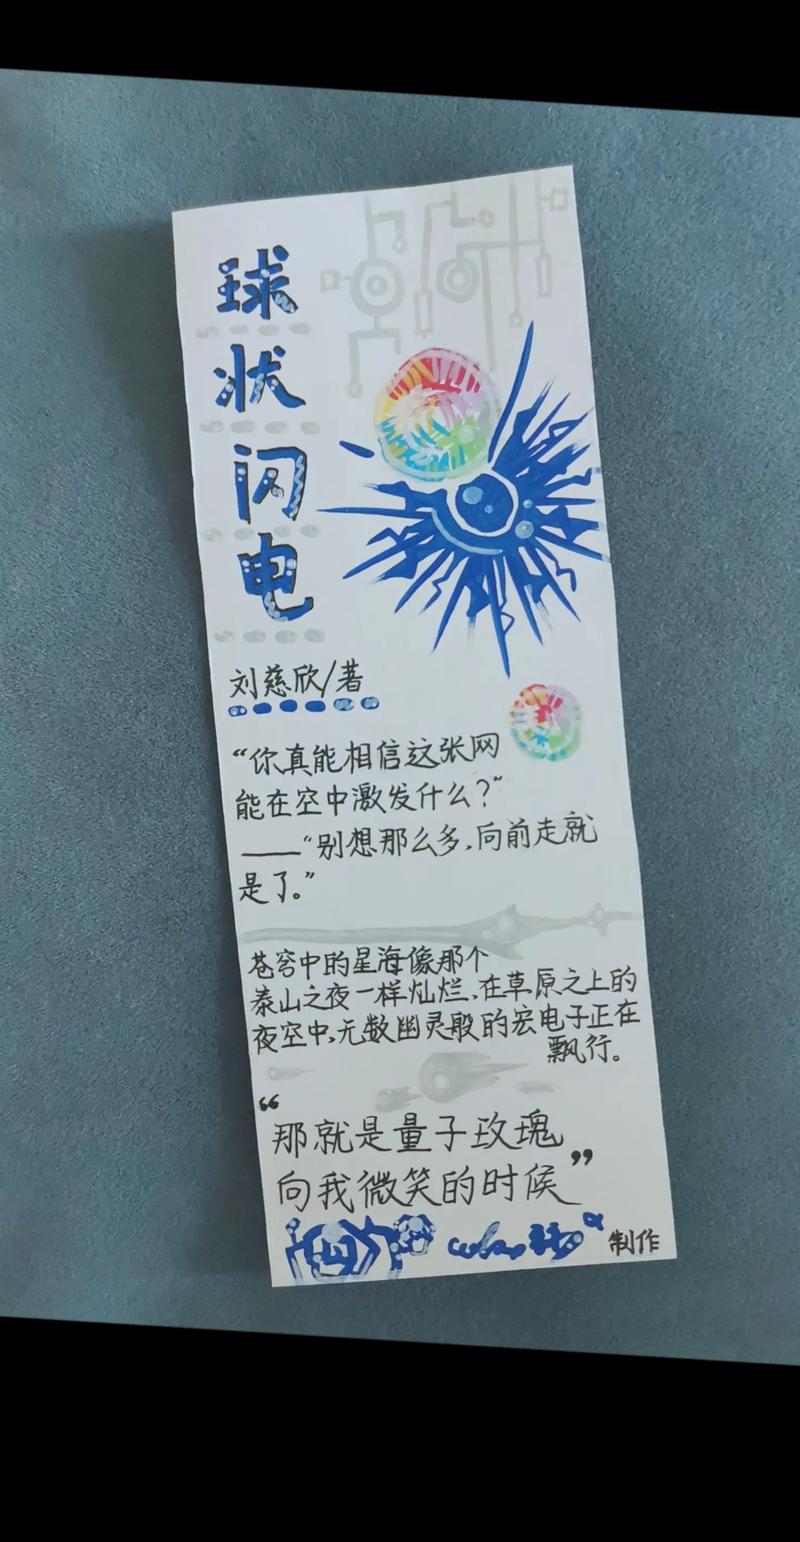 球状闪电
刘慈欣/著
“你真能相信这张网
能在空中激发什么？”
——“别想那么多，向前走就
是了。”
苍穹中的星海像那个
泰山之夜一样灿烂，在草原之上的
夜空中，无数幽灵般的宏电子正在
飘行。
“
那就是量子玫瑰
向我微笑的时候”
制作